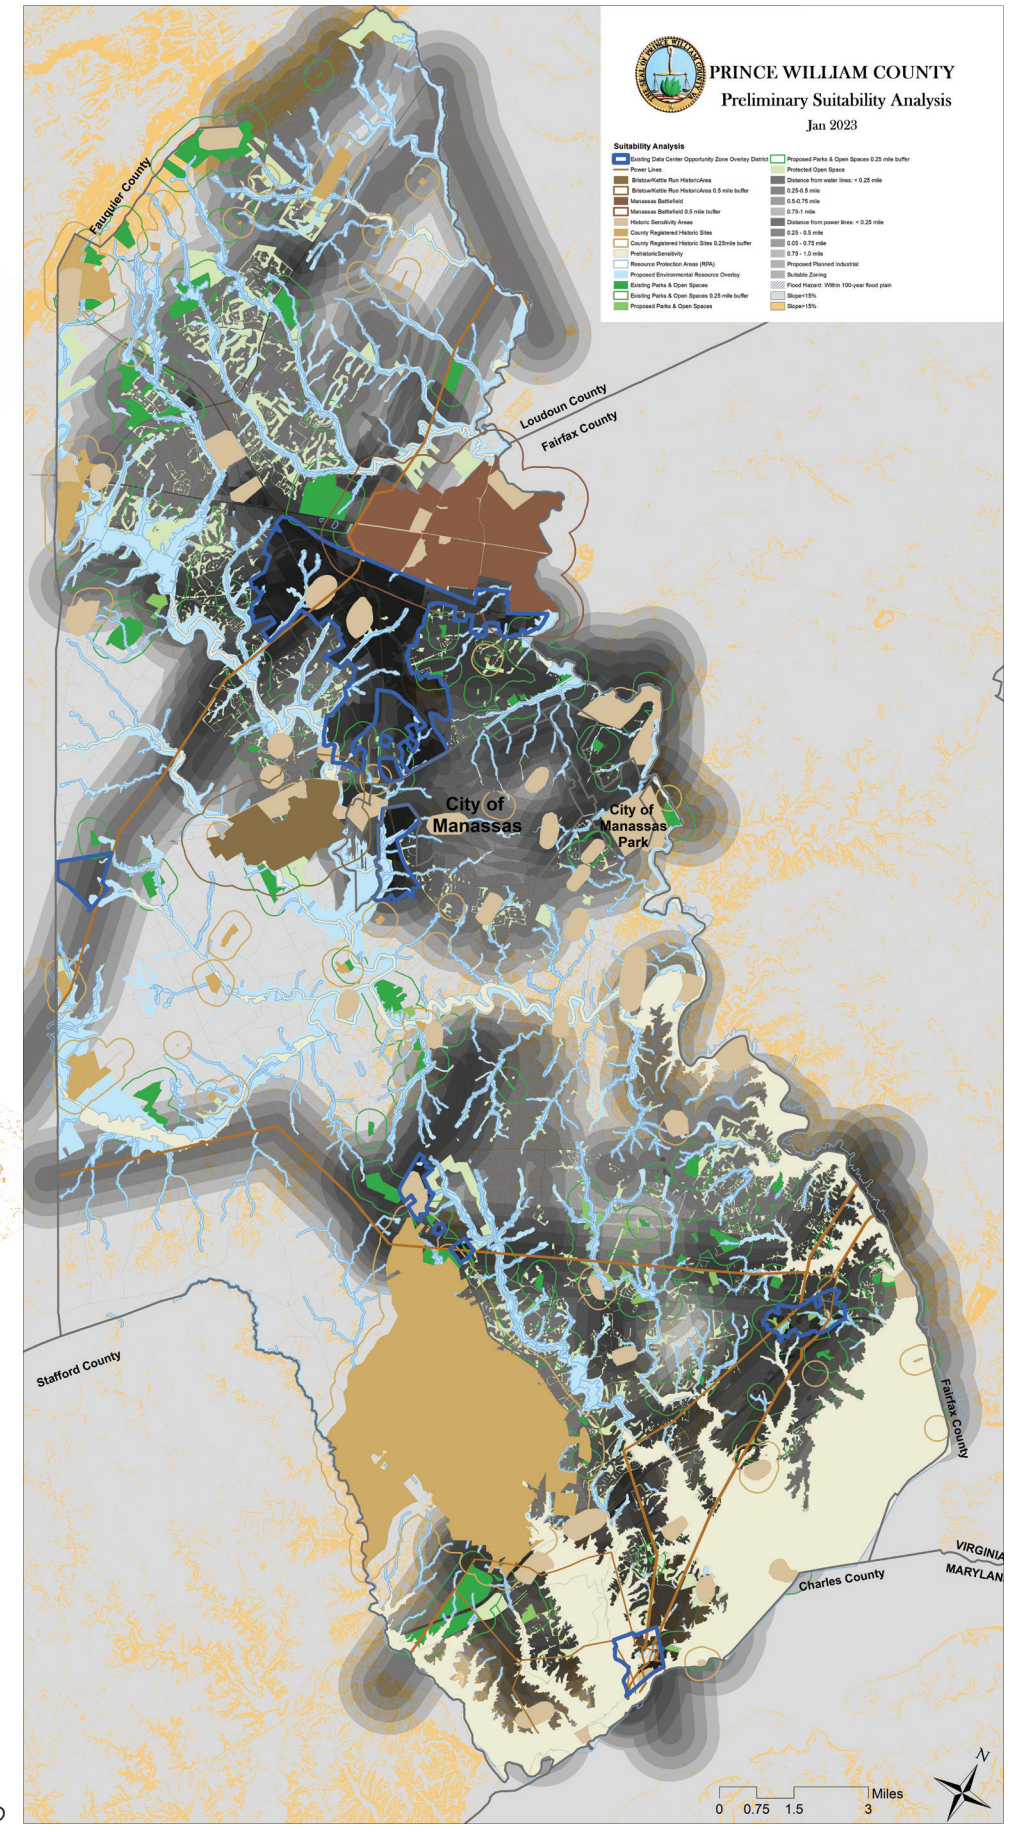 PRINCE WILLIAM COUNTY
Preliminary Suitability Analysis
Jan 2023
Suitability Analysis
Existing Data Center Opportunity Zone Overlay District
Power Lines
Bristow/Kettle Run HistoricArea
Bristow/Kettle Run HistoricArea 0.5 mile buffer
Manassas Battlefield
Manassas Battlefield 0.5 mile buffer
Historic Sensitivity Areas
County Registered Historic Sites
County Registered Historic Sites 0.25mile buffer
PrehistoricSensitivity
Resource Protection Areas (RPA)
Proposed Environmental Resource Overlay
Existing Parks & Open Spaces
Existing Parks & Open Spaces 0.25 mile buffer
Proposed Parks & Open Spaces
Proposed Parks & Open Spaces 0.25 mile buffer
Protected Open Space
Distance from water lines: < 0.25 mile
0.25-0.5 mile
0.5-0.75 mile
0.75-1 mile
Distance from power lines: < 0.25 mile
0.25 - 0.5 mile
0.05 - 0.75 mile
0.75 - 1.0 mile
Proposed Planned Industrial
Suitable Zoning
Flood Hazard: Within 100-year flood plain
Slope<15%
Slope>15%
Fauquier County
Loudoun County
Fairfax County
City of
Manassas
City of
Manassas
Park
Stafford County
Fairfax County
VIRGINIA
MARYLAN
Charles County
N
Miles
0 0.75 1.5 3